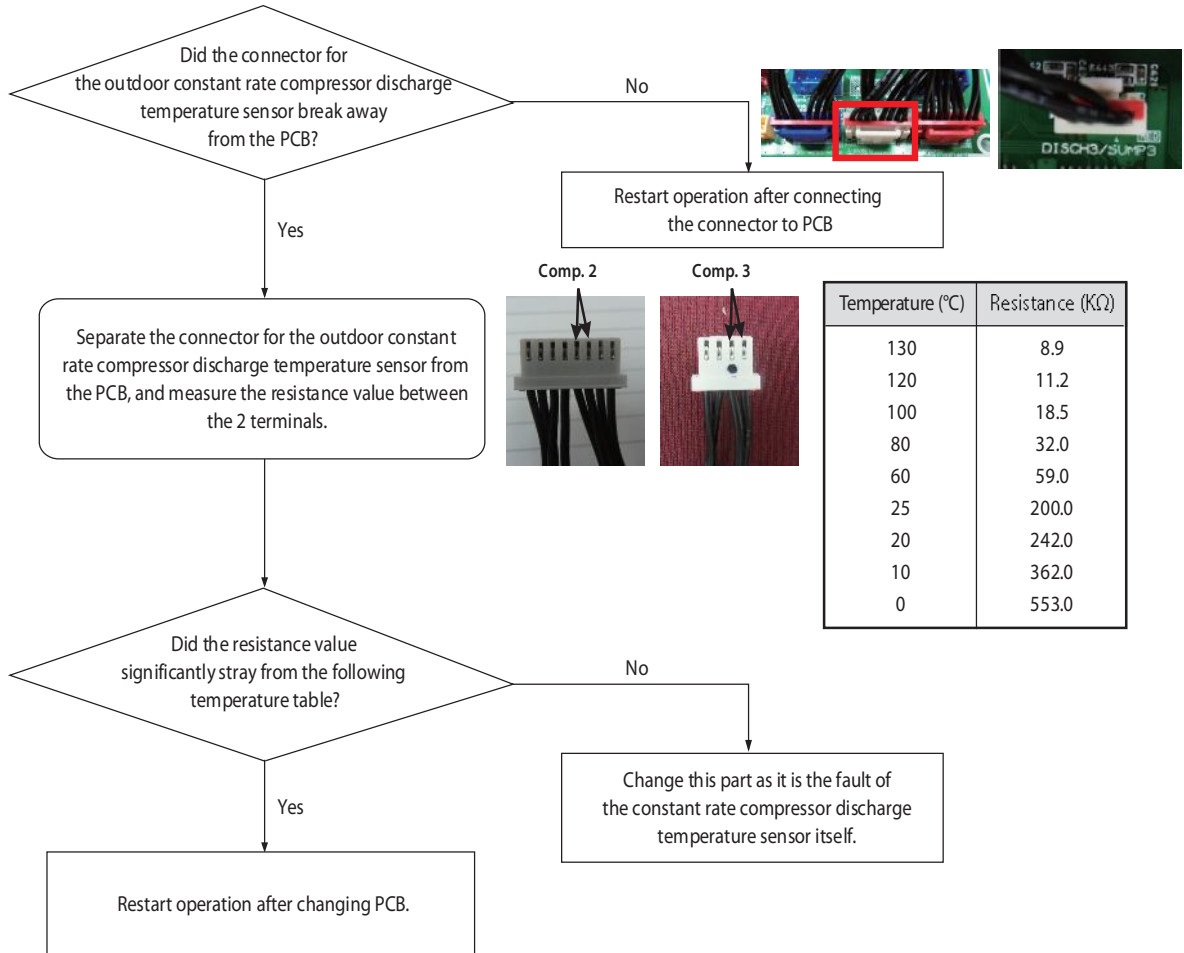 Did the connector for
the outdoor constant rate compressor discharge
temperature sensor break away
from the PCB?
No
DISCH3/SUMP3
Restart operation after connecting
the connector to PCB
Yes
Comp. 2
Comp. 3
Separate the connector for the outdoor constant
rate compressor discharge temperature sensor from
the PCB, and measure the resistance value between
the 2 terminals.
Temperature (°C) Resistance (KΩ)
130 8.9
120 11.2
100 18.5
80 32.0
60 59.0
25 200.0
20 242.0
10 362.0
0 553.0
Did the resistance value
significantly stray from the following
temperature table?
No
Change this part as it is the fault of
the constant rate compressor discharge
temperature sensor itself.
Yes
Restart operation after changing PCB.